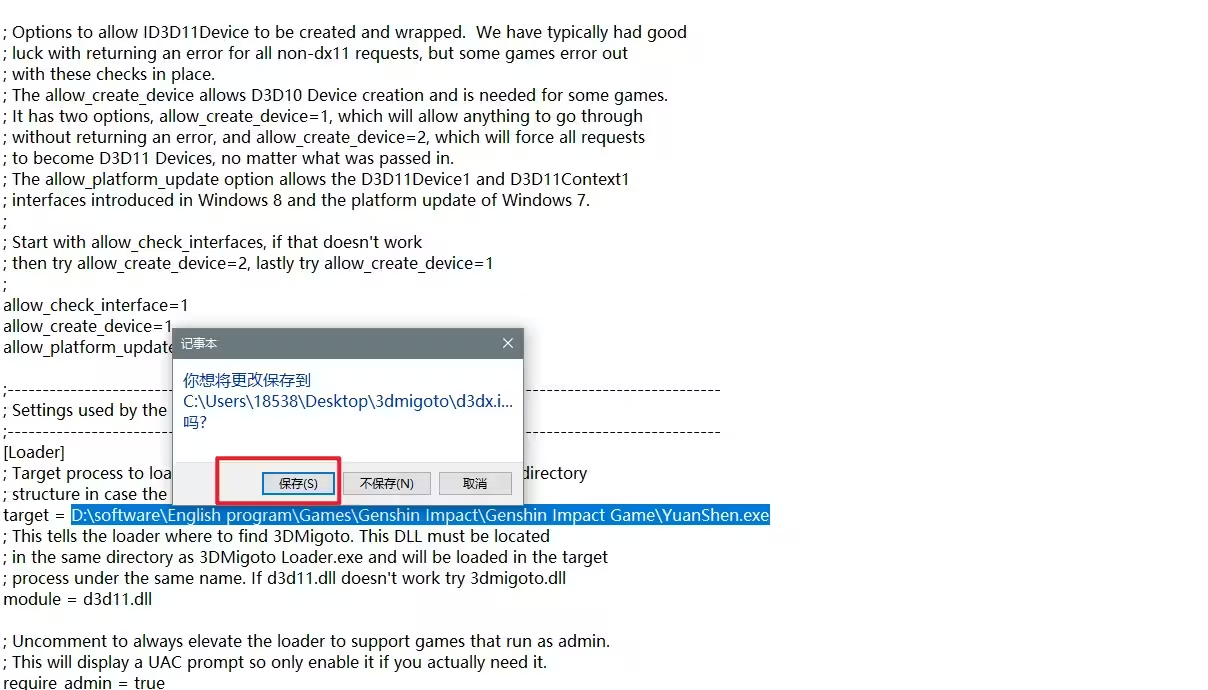 ; Options to allow ID3D11Device to be created and wrapped.  We have typically had good
; luck with returning an error for all non-dx11 requests, but some games error out
; with these checks in place.
; The allow_create_device allows D3D10 Device creation and is needed for some games.
; It has two options, allow_create_device=1, which will allow anything to go through
; without returning an error, and allow_create_device=2, which will force all requests
; to become D3D11 Devices, no matter what was passed in.
; The allow_platform_update option allows the D3D11Device1 and D3D11Context1
; interfaces introduced in Windows 8 and the platform update of Windows 7.
;
; Start with allow_check_interfaces, if that doesn't work
; then try allow_create_device=2, lastly try allow_create_device=1
;
allow_check_interface=1
allow_create_device=1
allow_platform_update
记事本
你想将更改保存到
C:\Users\18538\Desktop\3dmigoto\d3dx.i...
吗?
保存(S) 不保存(N) 取消
;------------------------------------------------------------
; Settings used by the
;------------------------------------------------------------
[Loader]
; Target process to loa directory
; structure in case the
target = D:\software\English program\Games\Genshin Impact\Genshin Impact Game\YuanShen.exe
; This tells the loader where to find 3DMigoto. This DLL must be located
; in the same directory as 3DMigoto Loader.exe and will be loaded in the target
; process under the same name. If d3d11.dll doesn't work try 3dmigoto.dll
module = d3d11.dll
; Uncomment to always elevate the loader to support games that run as admin.
; This will display a UAC prompt so only enable it if you actually need it.
require_admin = true